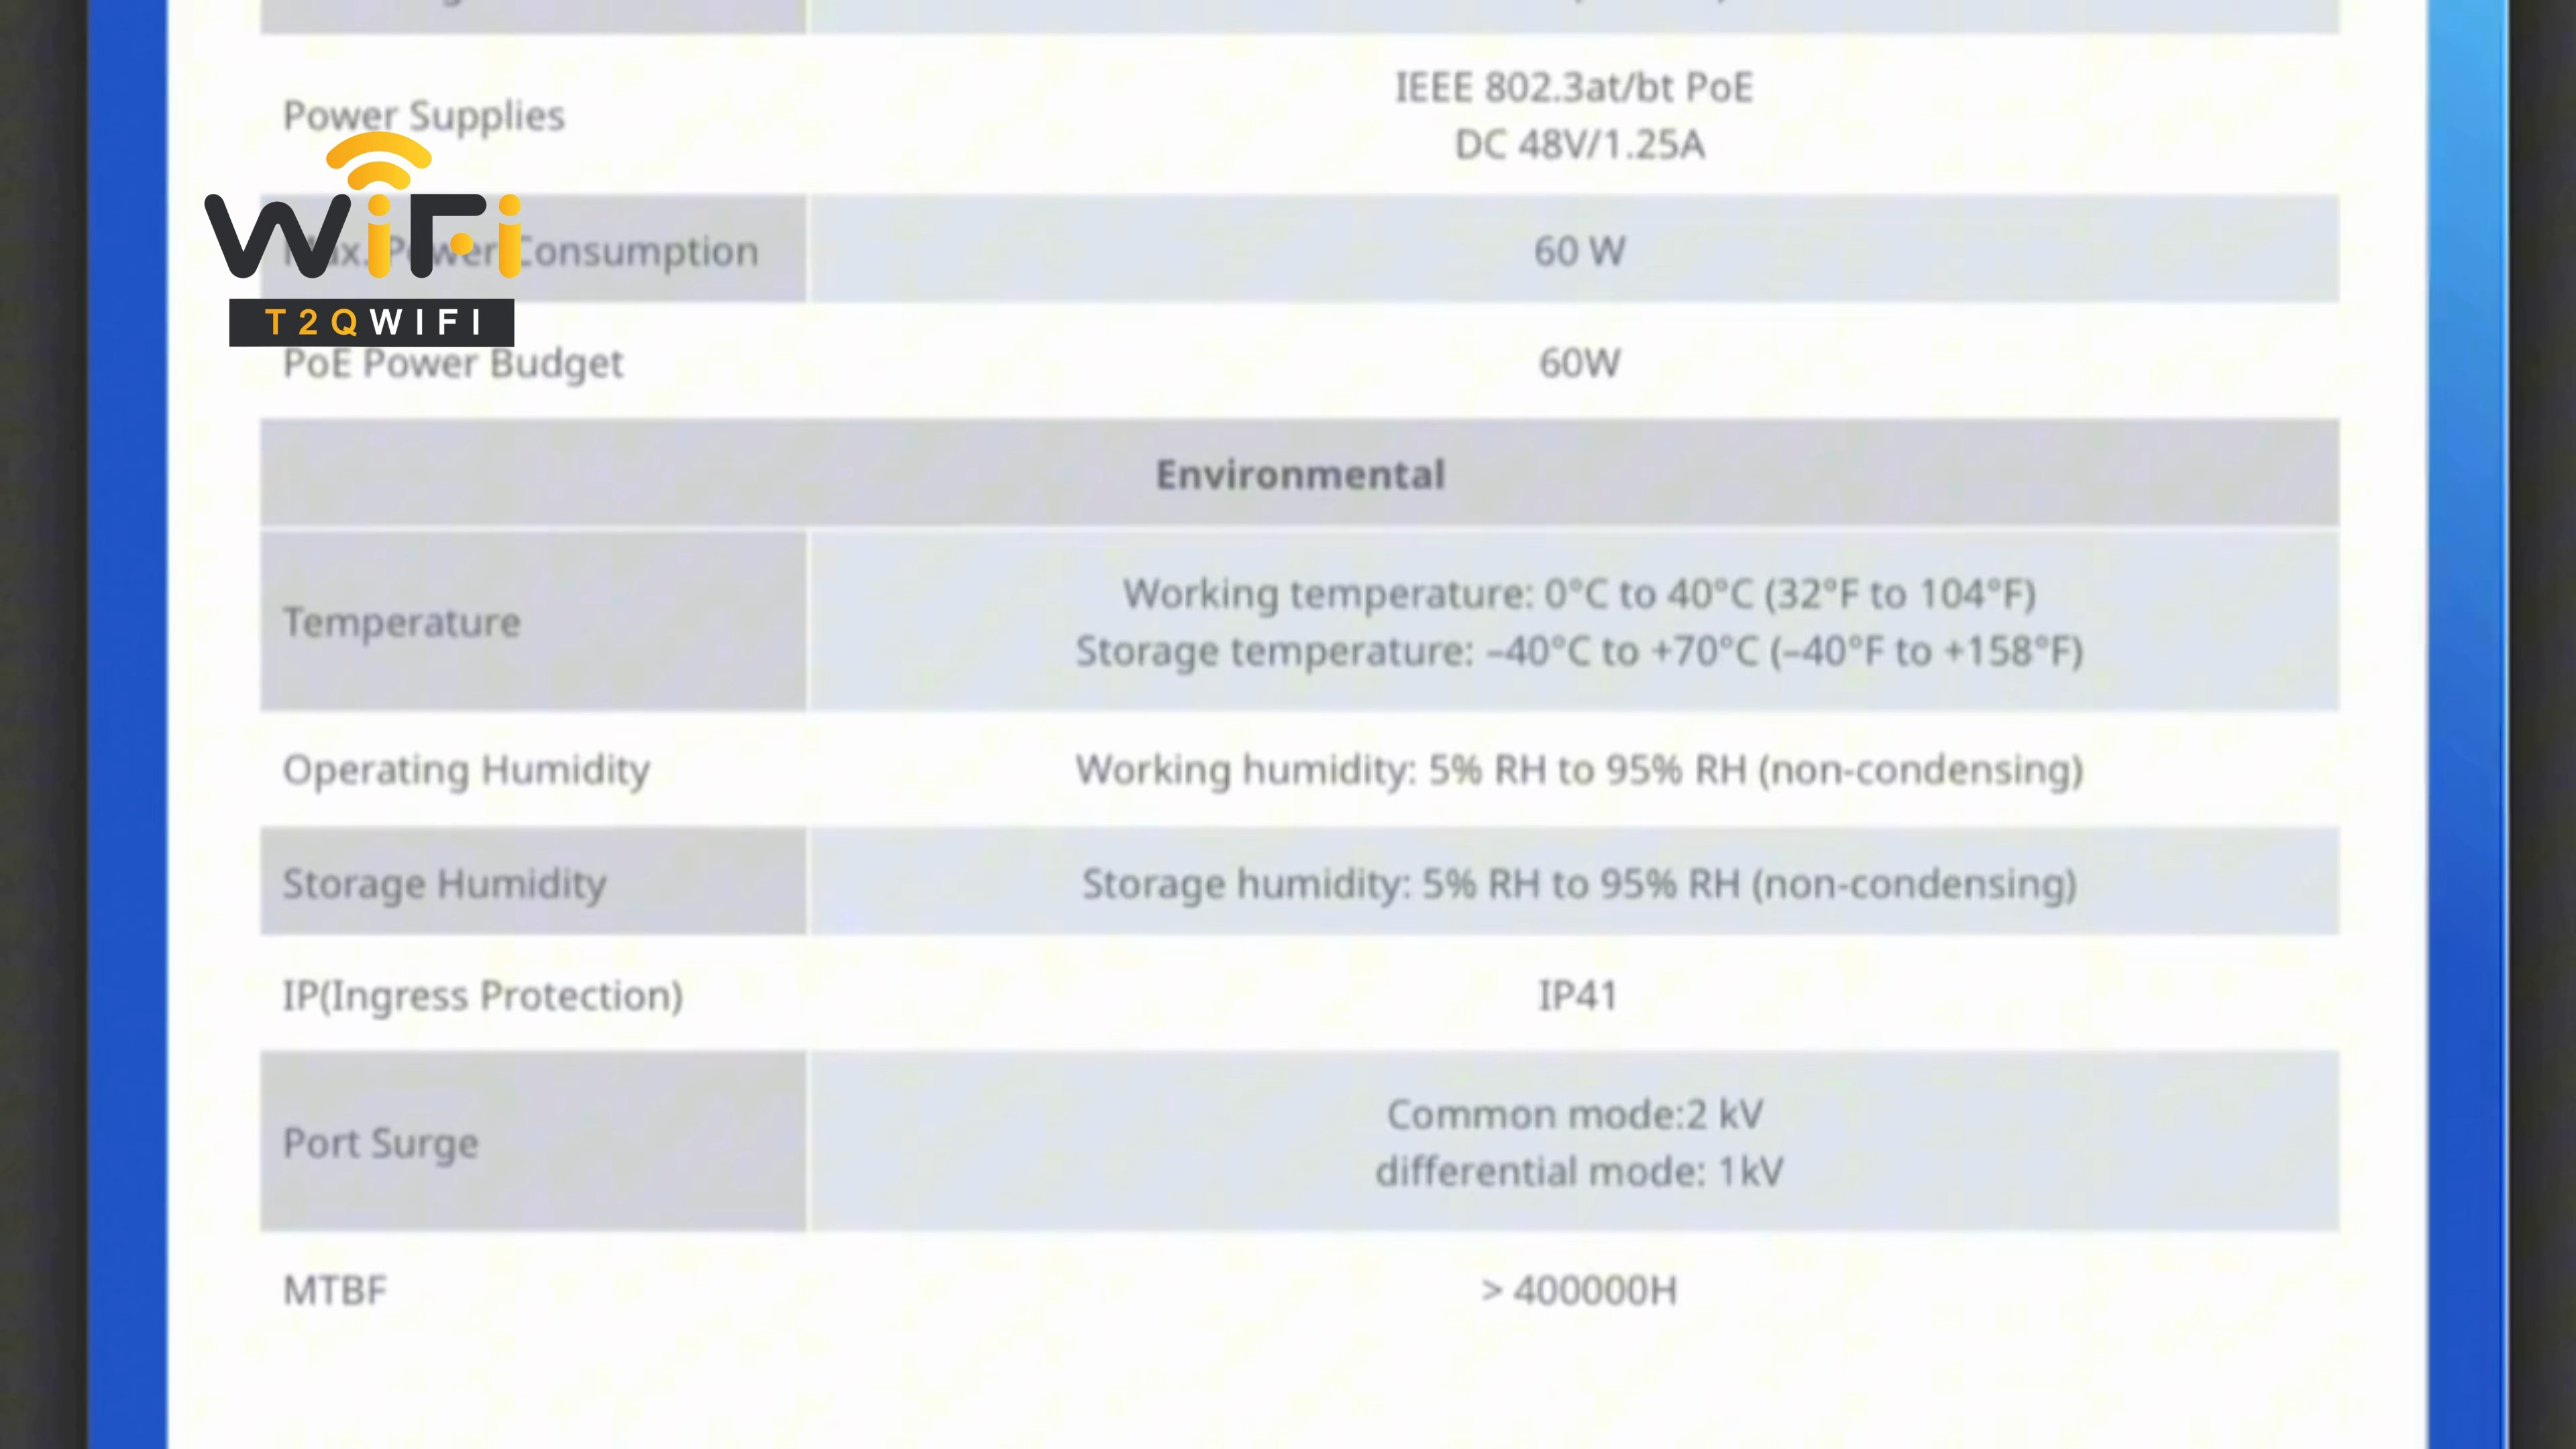 Power Supplies
IEEE 802.3at/bt PoE
DC 48V/1.25A
WiFi
Max. Power Consumption
60 W
T2QWIFI
PoE Power Budget
60W
Environmental
Temperature
Working temperature: 0°C to 40°C (32°F to 104°F)
Storage temperature: –40°C to +70°C (–40°F to +158°F)
Operating Humidity
Working humidity: 5% RH to 95% RH (non-condensing)
Storage Humidity
Storage humidity: 5% RH to 95% RH (non-condensing)
IP(Ingress Protection)
IP41
Port Surge
Common mode:2 kV
differential mode: 1kV
MTBF
> 400000H